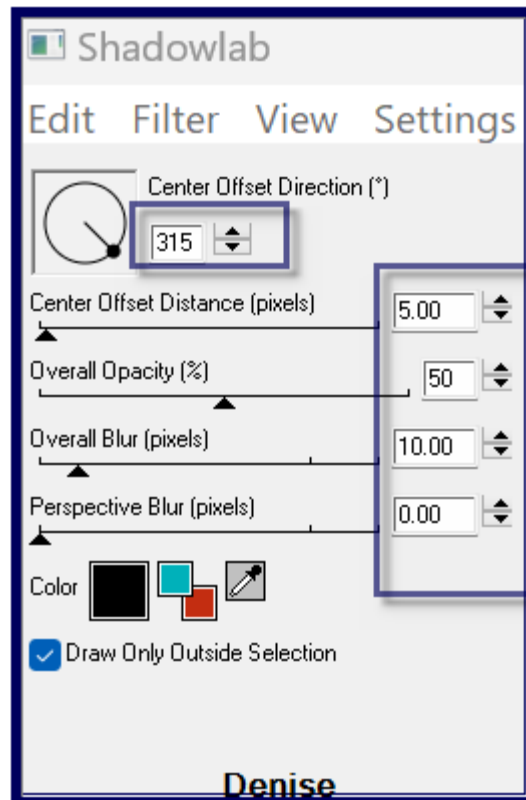 Shadowlab
Edit Filter View Settings
Center Offset Direction (°)
315
Center Offset Distance (pixels)
5.00
Overall Opacity (%)
50
Overall Blur (pixels)
10.00
Perspective Blur (pixels)
0.00
Color
Draw Only Outside Selection
Denise